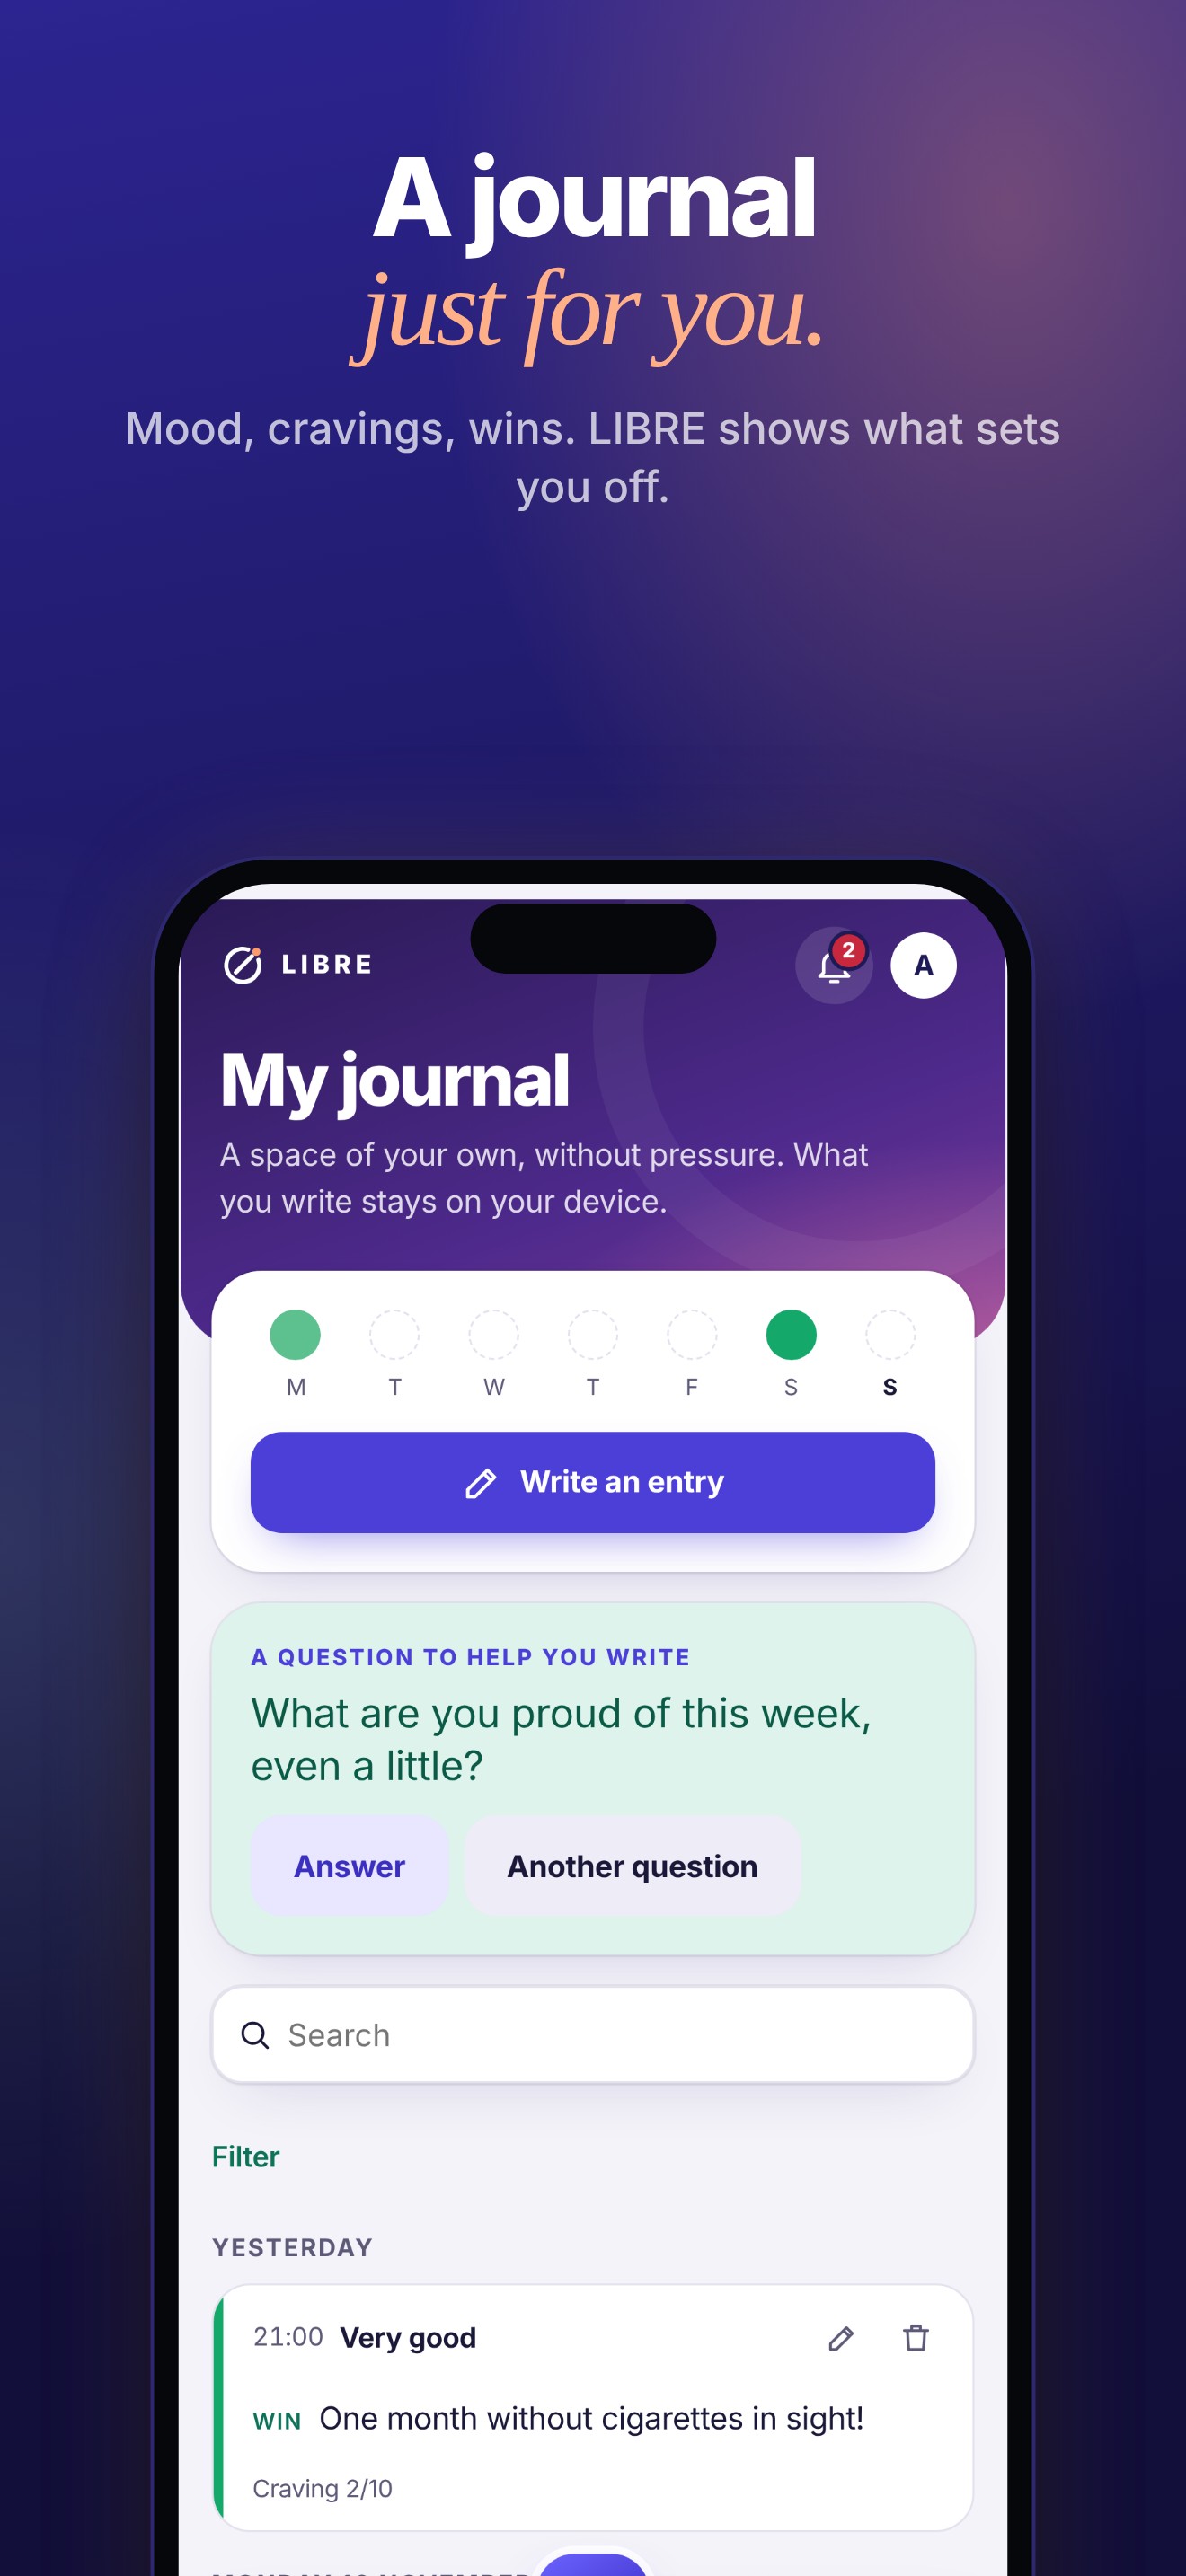 A journal
just for you.
Mood, cravings, wins. LIBRE shows what sets
you off.
LIBRE
2
A
My journal
A space of your own, without pressure. What
you write stays on your device.
M T W T F S S
Write an entry
A QUESTION TO HELP YOU WRITE
What are you proud of this week,
even a little?
Answer Another question
Search
Filter
YESTERDAY
21:00 Very good
WIN One month without cigarettes in sight!
Craving 2/10